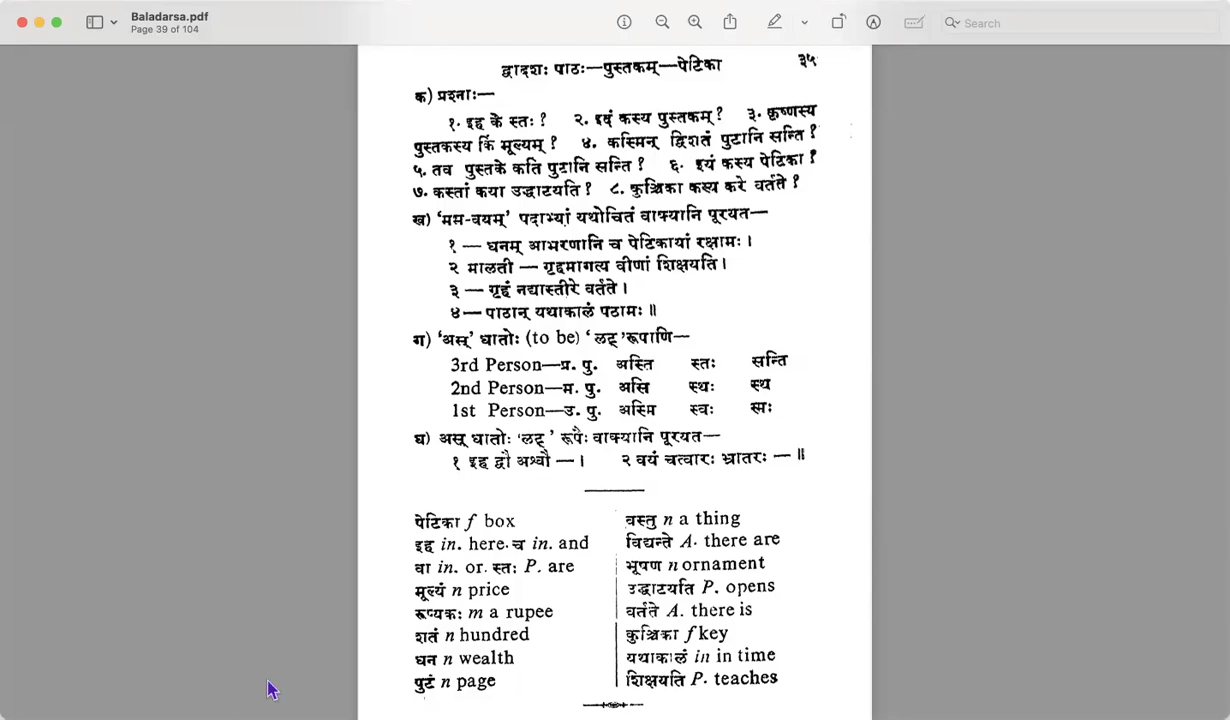 Baladarsa.pdf
Page 39 of 104
Search
द्वादशः पाठः—पुस्तकम्—पेटिका ३५
क) प्रश्नाः—
१. इह के स्तः ? २. इदं कस्य पुस्तकम् ? ३. कृष्णस्य
पुस्तकस्य किं मूल्यम् ? ४. कस्मिन् द्विशतं पुटानि सन्ति ?
५. तव पुस्तके कति पुटानि सन्ति ? ६. इयं कस्य पेटिका ?
७. कस्तां कया उद्घाटयति ? ८. कुञ्चिका कस्य करे वर्तते ?
ख) 'मम-वयम्' पदाभ्यां यथोचितं वाक्यानि पूरयत—
१ — धनम् आभरणानि च पेटिकायां रक्षामः ।
२ मालती — गृहमागत्य वीणां शिक्षयति ।
३ — गृहं नद्यास्तीरे वर्तते ।
४ — पाठान् यथाकालं पठामः ॥
ग) 'अस्' धातोः (to be) 'लट्' रूपाणि—
3rd Person—प्र. पु. अस्ति स्तः सन्ति
2nd Person—म. पु. असि स्थः स्थ
1st Person—उ. पु. अस्मि स्वः स्मः
घ) अस् धातोः 'लट्' रूपैः वाक्यानि पूरयत—
१ इह द्वौ अश्वौ — । २ वयं चत्वारः भ्रातरः — ॥
पेटिका f box
इह in. here. च in. and
वा in. or. स्तः P. are
मूल्यं n price
रूप्यकः m a rupee
शतं n hundred
धन n wealth
पुटं n page
वस्तु n a thing
विद्यन्ते A. there are
भूषण n ornament
उद्घाटयति P. opens
वर्तते A. there is
कुञ्चिका f key
यथाकालं in in time
शिक्षयति P. teaches